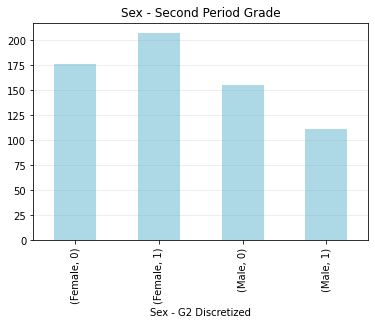 Sex - Second Period Grade
200
175
150
125
100
75
50
25
0
(Female, 0)
(Female, 1)
(Male, 0)
(Male, 1)
Sex - G2 Discretized